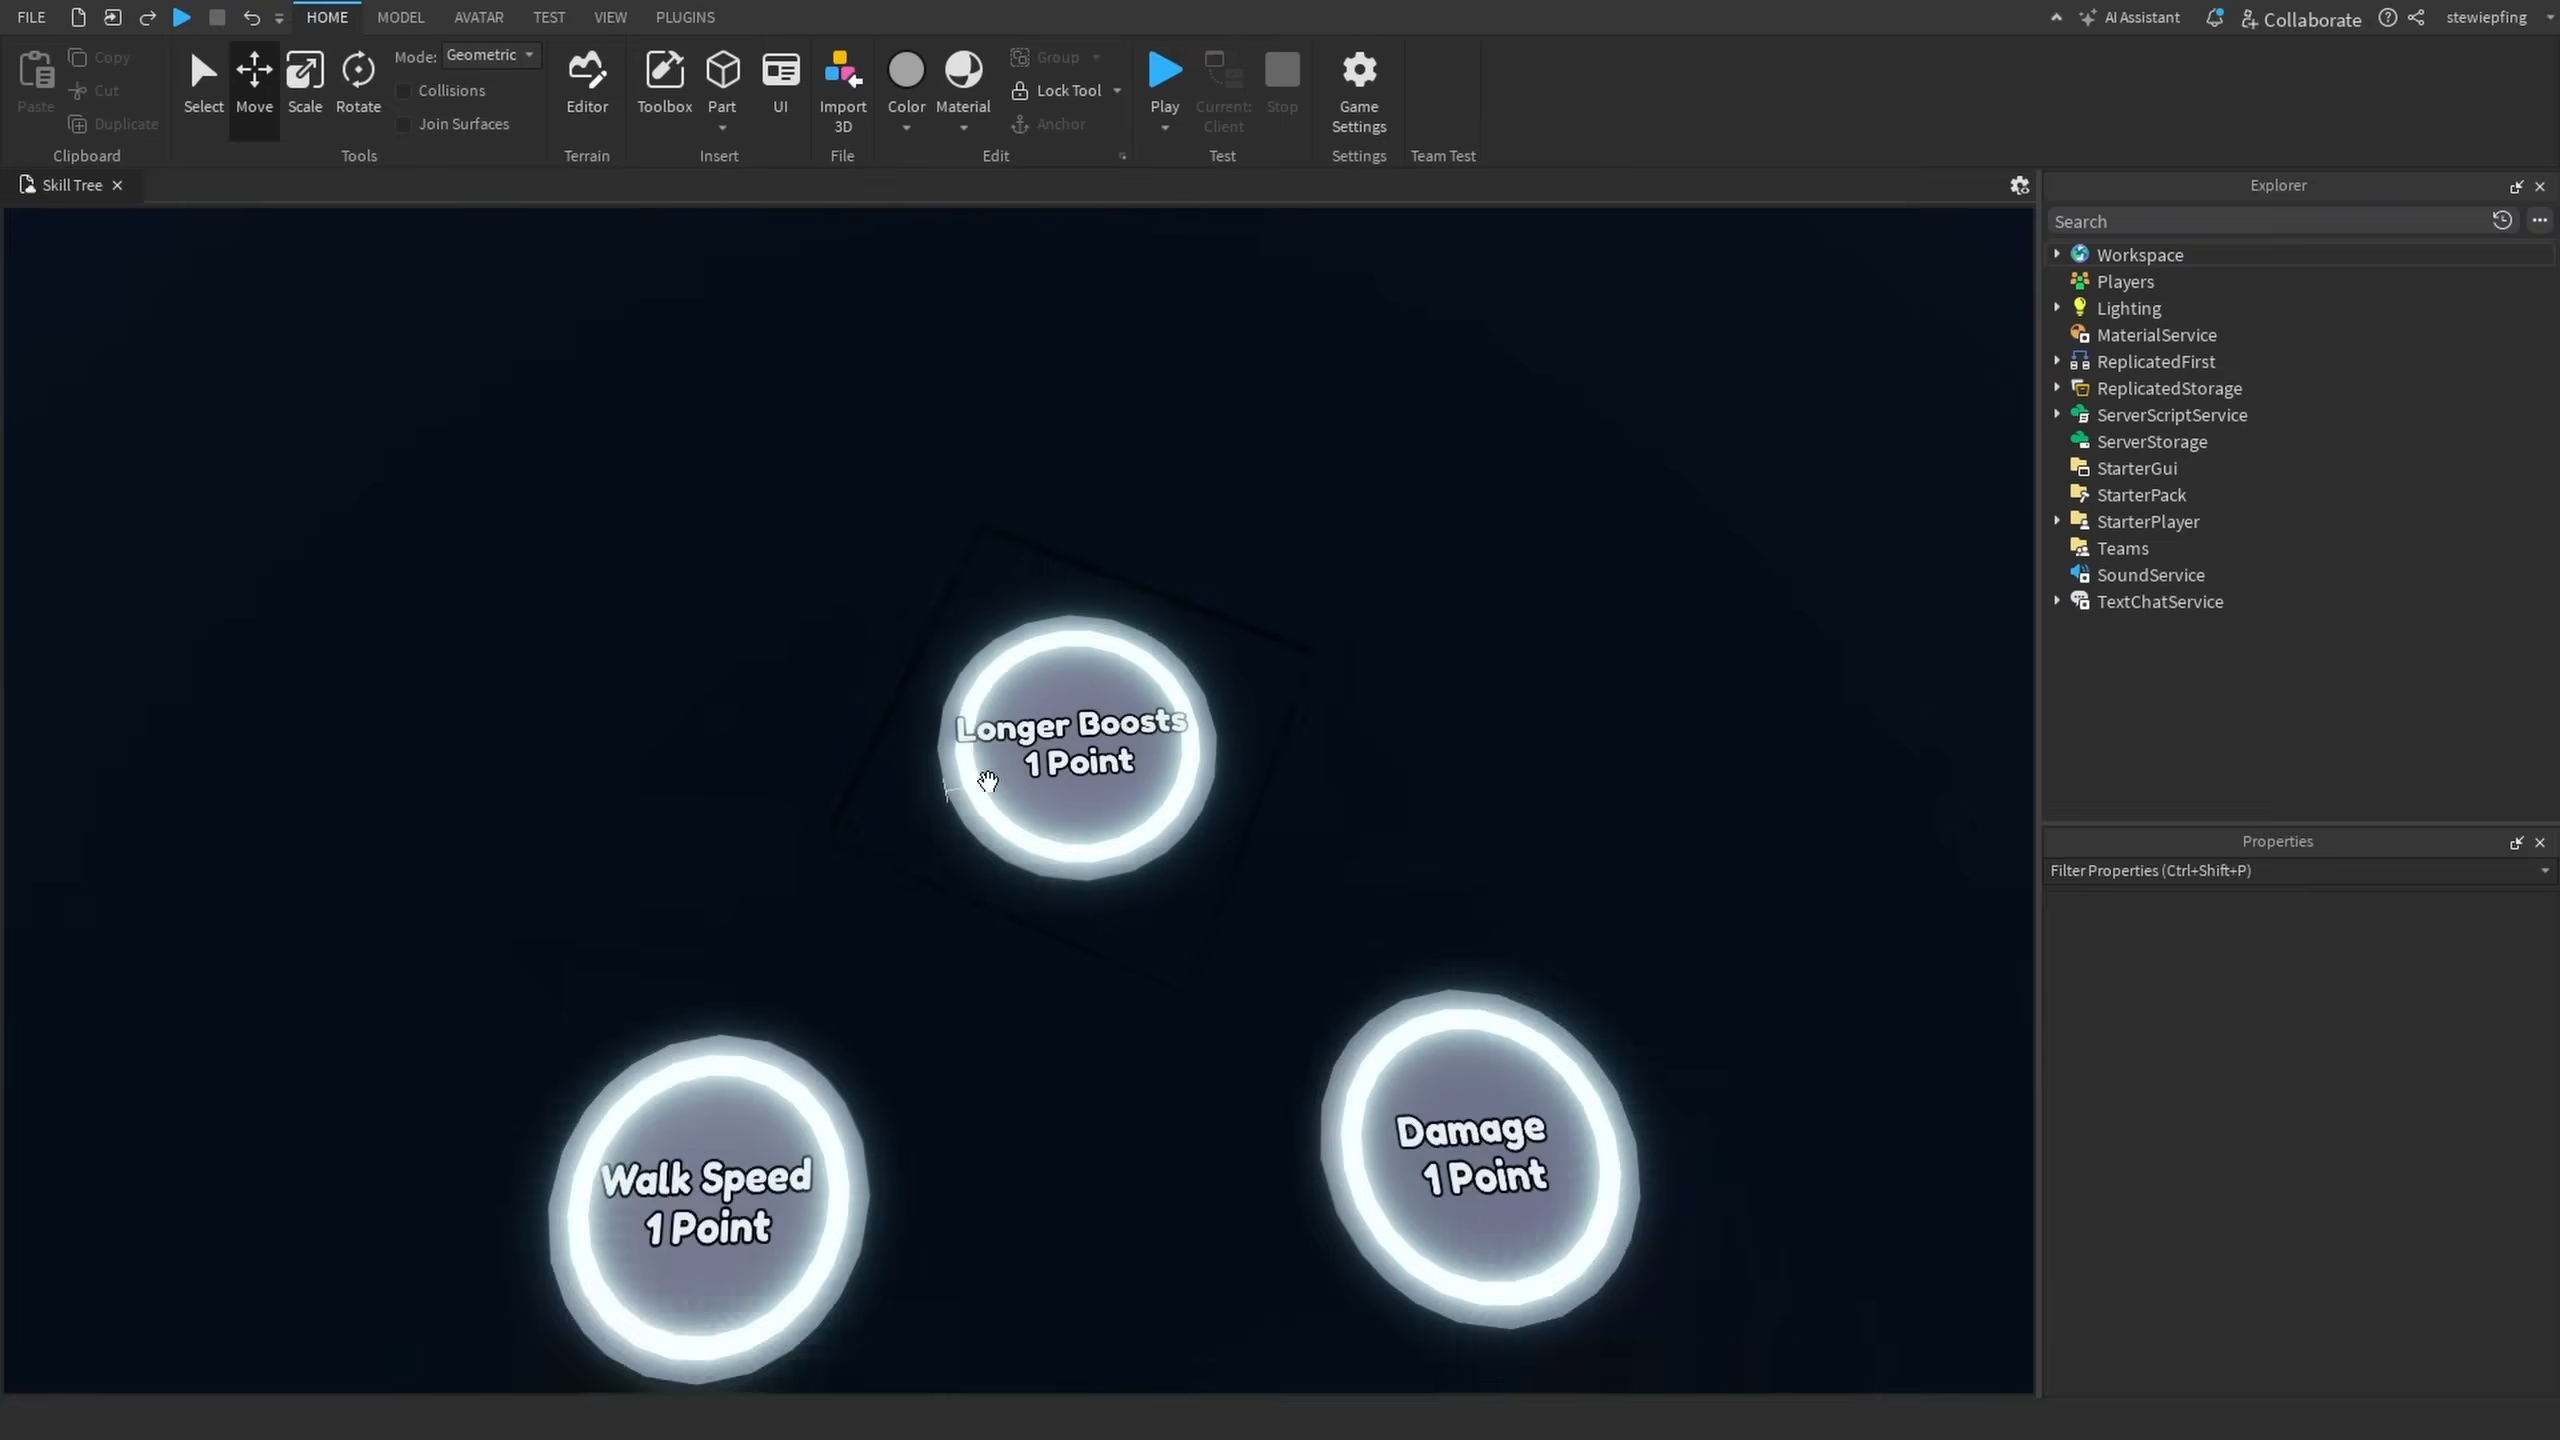 FILE
HOME
MODEL
AVATAR
TEST
VIEW
PLUGINS
AI Assistant
Collaborate
stewiepfing
Paste
Copy
Cut
Duplicate
Clipboard
Select
Move
Scale
Rotate
Mode: Geometric
Collisions
Join Surfaces
Tools
Editor
Terrain
Toolbox
Part
UI
Insert
Import
3D
File
Color
Material
Group
Lock Tool
Anchor
Edit
Play
Current:
Client
Stop
Test
Game
Settings
Settings
Team Test
Skill Tree
Longer Boosts
1 Point
Walk Speed
1 Point
Damage
1 Point
Explorer
Search
Workspace
Players
Lighting
MaterialService
ReplicatedFirst
ReplicatedStorage
ServerScriptService
ServerStorage
StarterGui
StarterPack
StarterPlayer
Teams
SoundService
TextChatService
Properties
Filter Properties (Ctrl+Shift+P)